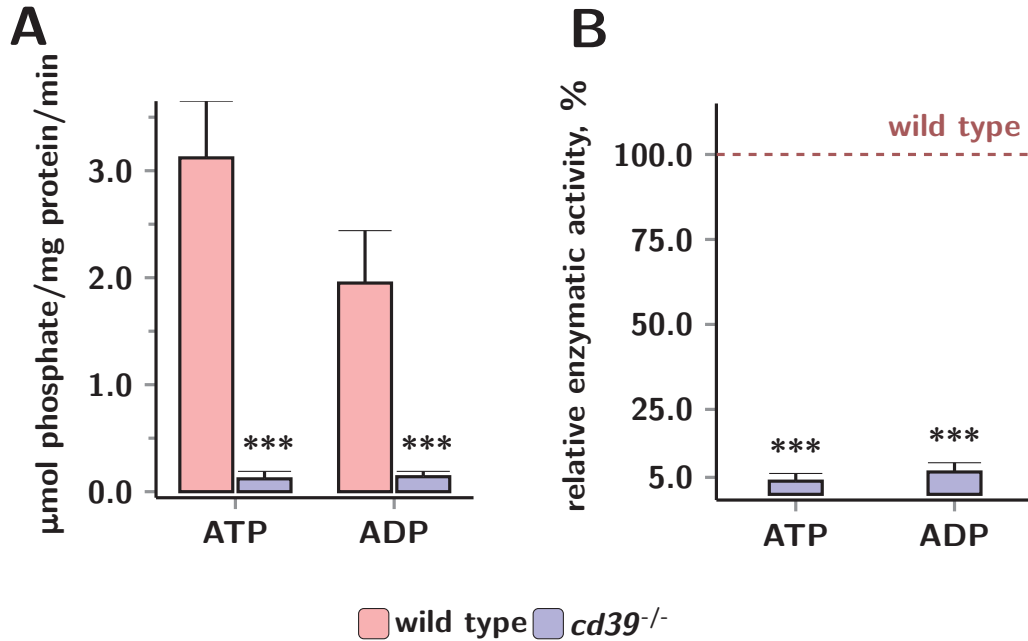 A
µmol phosphate/mg protein/min
3.0
2.0
1.0
0.0
***
***
ATP
ADP
B
relative enzymatic activity, %
wild type
100.0
75.0
50.0
25.0
5.0
***
***
ATP
ADP
wild type cd39-/-